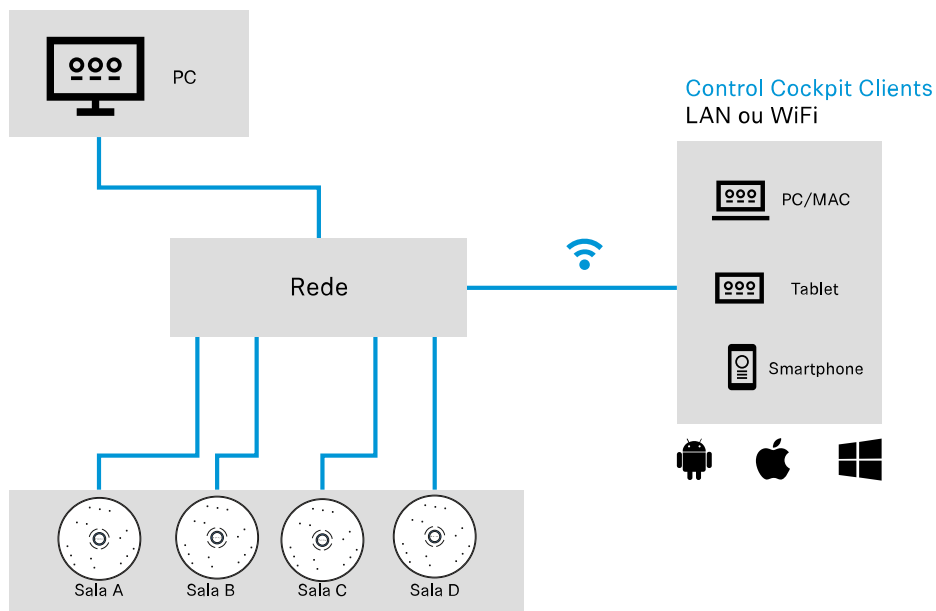 PC
Control Cockpit Clients
LAN ou WiFi
PC/MAC
Rede
Tablet
Smartphone
Sala A
Sala B
Sala C
Sala D